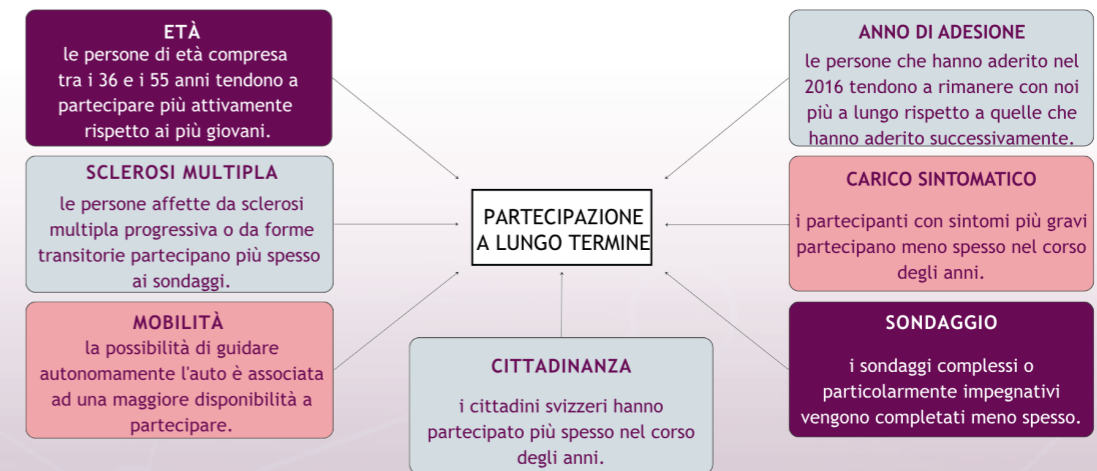 ETÀ
le persone di età compresa
tra i 36 e i 55 anni tendono a
partecipare più attivamente
rispetto ai più giovani.
SCLEROSI MULTIPLA
le persone affette da sclerosi
multipla progressiva o da forme
transitorie partecipano più spesso
ai sondaggi.
MOBILITÀ
la possibilità di guidare
autonomamente l'auto è associata
ad una maggiore disponibilità a
partecipare.
PARTECIPAZIONE
A LUNGO TERMINE
CITTADINANZA
i cittadini svizzeri hanno
partecipato più spesso nel corso
degli anni.
ANNO DI ADESIONE
le persone che hanno aderito nel
2016 tendono a rimanere con noi
più a lungo rispetto a quelle che
hanno aderito successivamente.
CARICO SINTOMATICO
i partecipanti con sintomi più gravi
partecipano meno spesso nel corso
degli anni.
SONDAGGIO
i sondaggi complessi o
particolarmente impegnativi
vengono completati meno spesso.